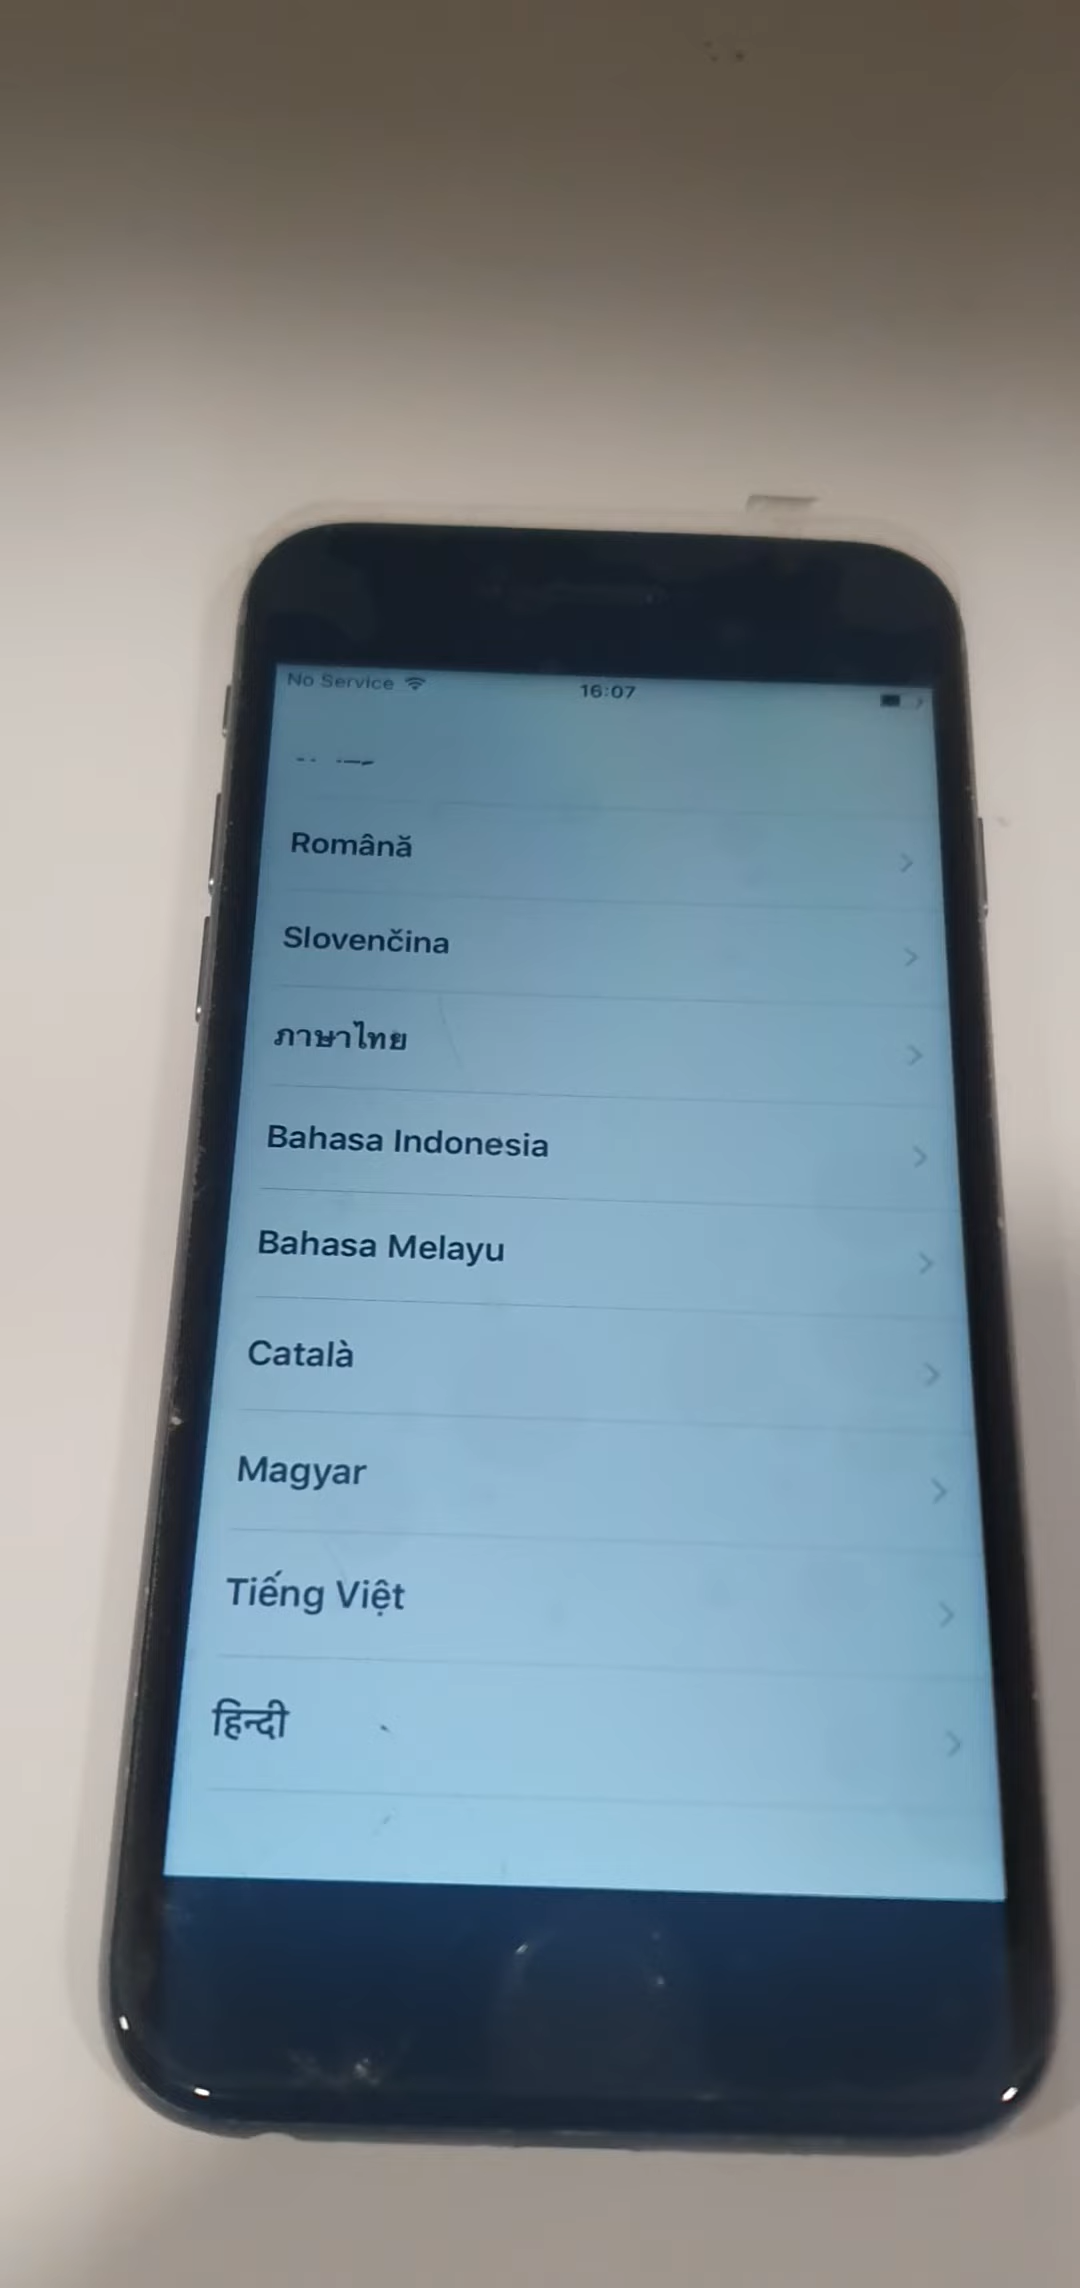 No Service
16:07
Română
Slovenčina
ภาษาไทย
Bahasa Indonesia
Bahasa Melayu
Català
Magyar
Tiếng Việt
हिन्दी